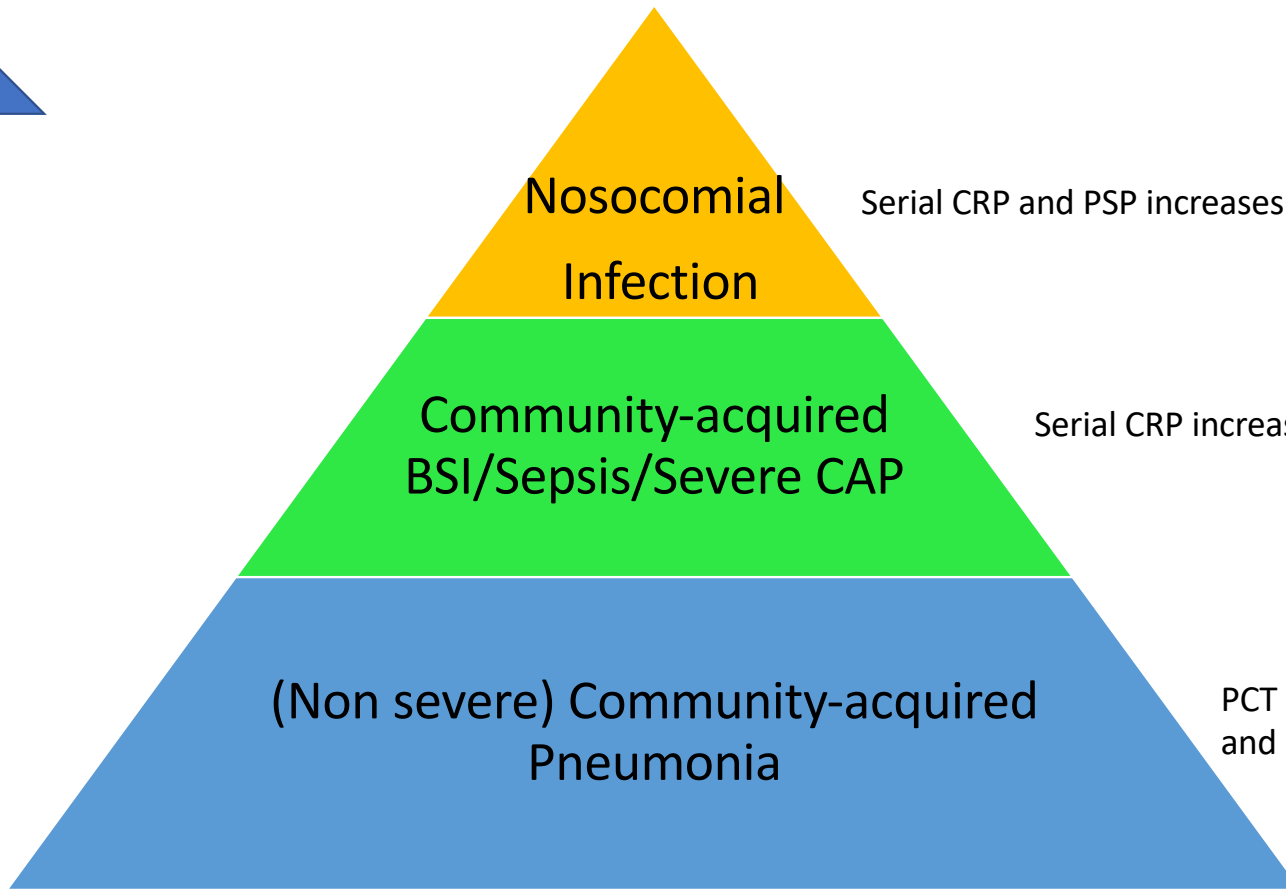 Nosocomial
Infection
Serial CRP and PSP increases
Community-acquired
BSI/Sepsis/Severe CAP
Serial CRP
(Non severe) Community-acquired
Pneumonia
PCT
and